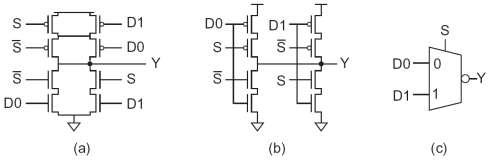 S D1 D0 D1 S
S̅ D0 S S̅ D0 0
Y Y Y
S̅ S S̅ S D1 1
D0 D1
(a) (b) (c)